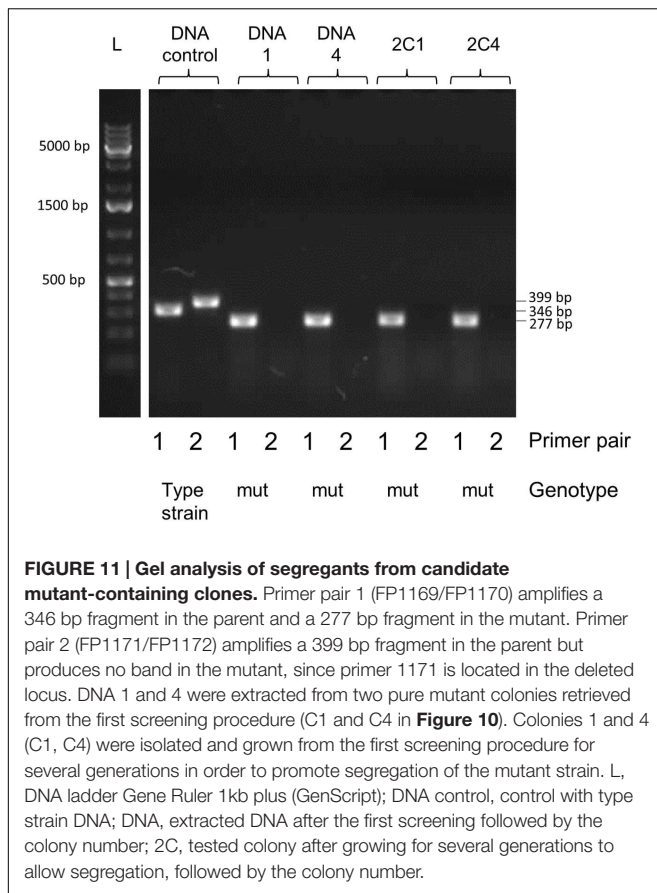 L DNA control DNA 1 DNA 4 2C1 2C4
5000 bp
1500 bp
500 bp
399 bp
346 bp
277 bp
1 2 1 2 1 2 1 2 1 2 Primer pair
Type strain mut mut mut mut Genotype
FIGURE 11 | Gel analysis of segregants from candidate
mutant-containing clones. Primer pair 1 (FP1169/FP1170) amplifies a
346 bp fragment in the parent and a 277 bp fragment in the mutant. Primer
pair 2 (FP1171/FP1172) amplifies a 399 bp fragment in the parent but
produces no band in the mutant, since primer 1171 is located in the deleted
locus. DNA 1 and 4 were extracted from two pure mutant colonies retrieved
from the first screening procedure (C1 and C4 in Figure 10). Colonies 1 and 4
(C1, C4) were isolated and grown from the first screening procedure for
several generations in order to promote segregation of the mutant strain. L,
DNA ladder Gene Ruler 1kb plus (GenScript); DNA control, control with type
strain DNA; DNA, extracted DNA after the first screening followed by the
colony number; 2C, tested colony after growing for several generations to
allow segregation, followed by the colony number.